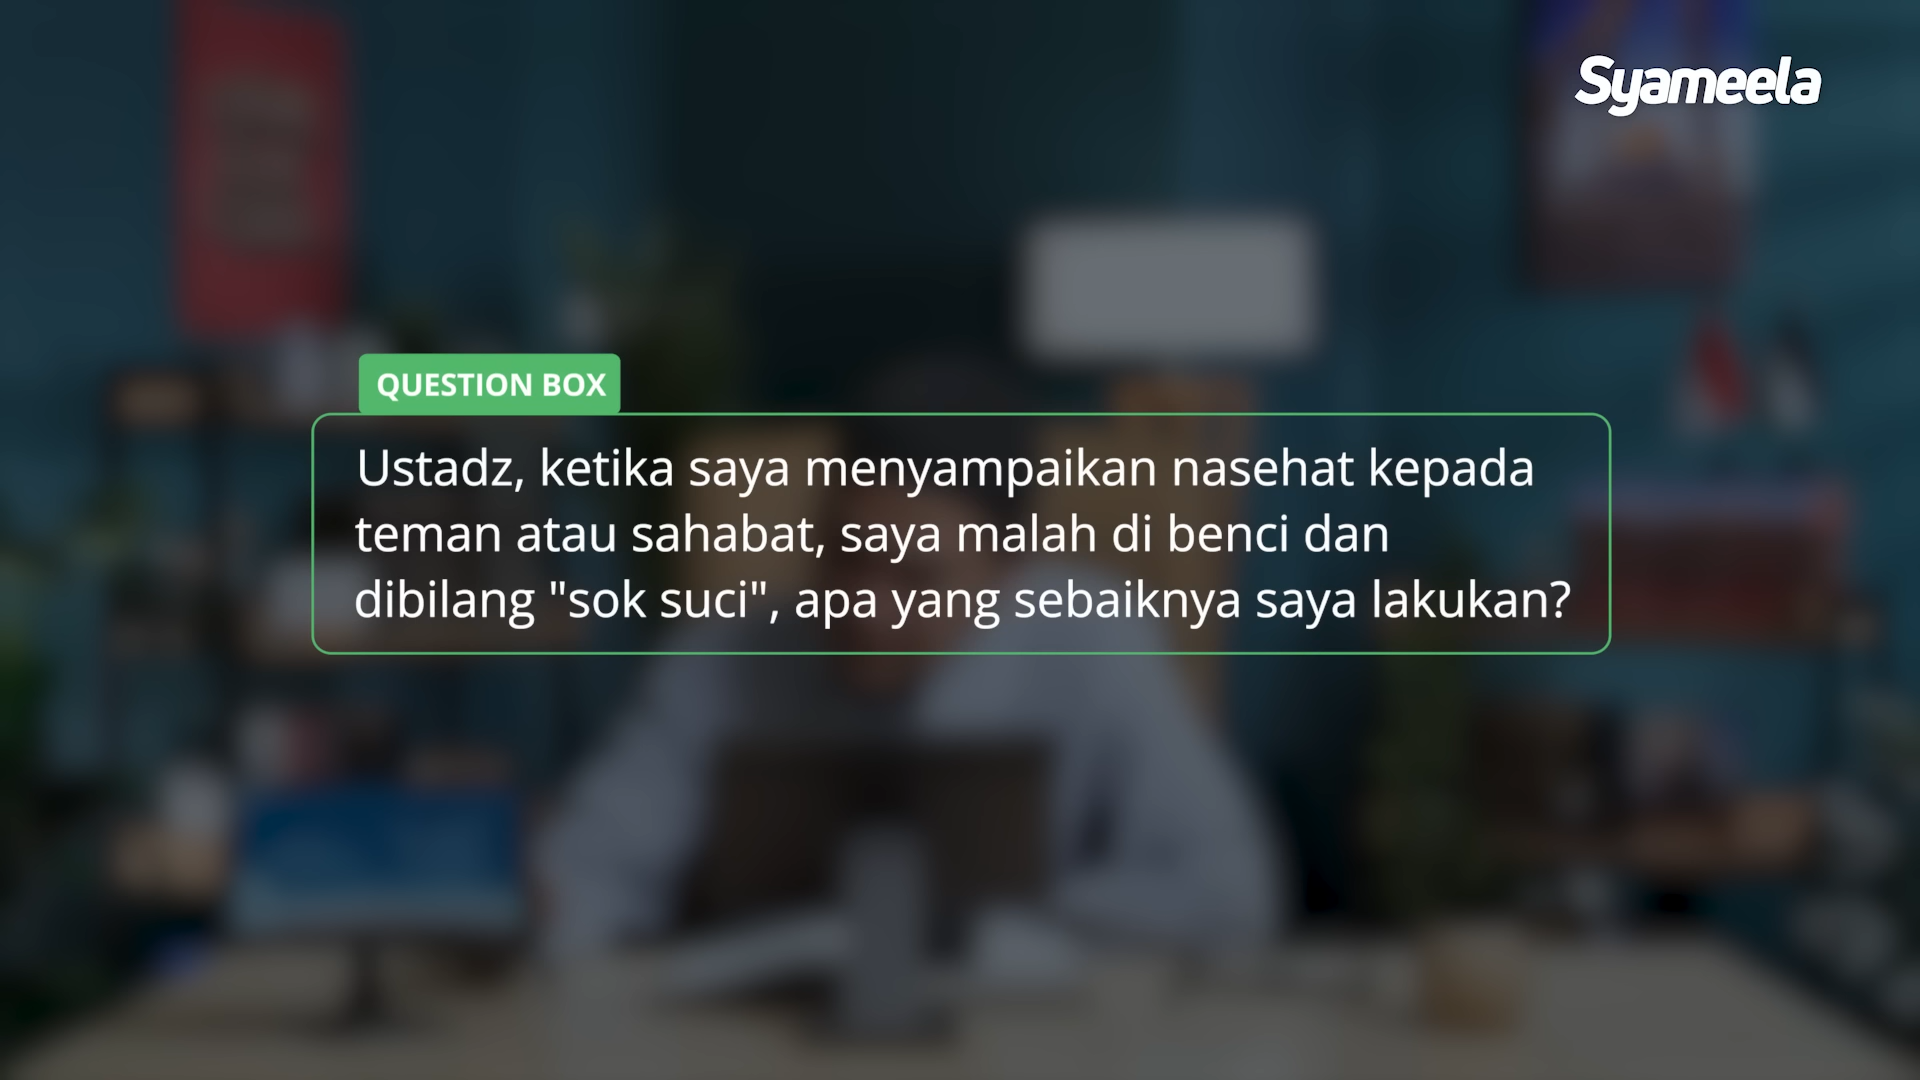 Syameela
QUESTION BOX
Ustadz, ketika saya menyampaikan nasehat kepada
teman atau sahabat, saya malah di benci dan
dibilang "sok suci", apa yang sebaiknya saya lakukan?